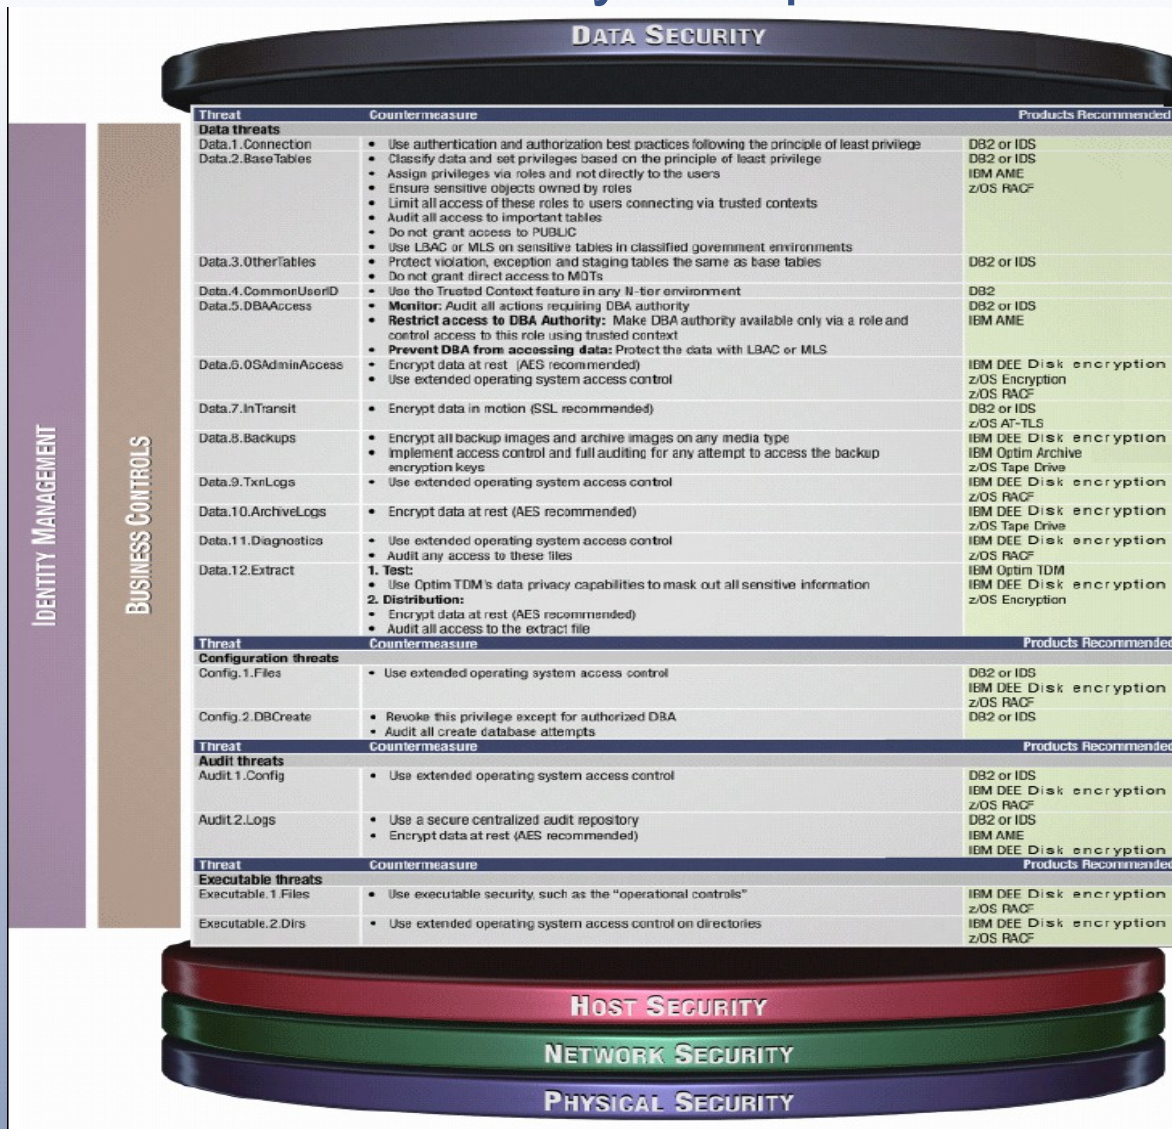 DATA SECURITY
Threat Countermeasure Products Recommended
Data threats
Data.1.Connection • Use authentication and authorization best practices following the principle of least privilege DB2 or IDS
Data.2.BaseTables • Classify data and set privileges based on the principle of least privilege DB2 or IDS
• Assign privileges via roles and not directly to the users IBM AME
• Ensure sensitive objects owned by roles z/OS RACF
• Limit all access of these roles to users connecting via trusted contexts
• Audit all access to important tables
• Do not grant access to PUBLIC
• Use LBAC or MLS on sensitive tables in classified government environments
Data.3.OtherTables • Protect violation, exception and staging tables the same as base tables DB2 or IDS
• Do not grant direct access to MQTs
Data.4.CommonUserID • Use the Trusted Context feature in any N-tier environment DB2
Data.5.DBAAccess • Monitor: Audit all actions requiring DBA authority DB2 or IDS
• Restrict access to DBA Authority: Make DBA authority available only via a role and IBM AME
control access to this role using trusted context
• Prevent DBA from accessing data: Protect the data with LBAC or MLS
Data.6.OSAdminAccess • Encrypt data at rest (AES recommended) IBM DEE Disk encryption
• Use extended operating system access control z/OS Encryption
z/OS RACF
Data.7.InTransit • Encrypt data in motion (SSL recommended) DB2 or IDS
z/OS AT-TLS
Data.8.Backups • Encrypt all backup images and archive images on any media type IBM DEE Disk encryption
• Implement access control and full auditing for any attempt to access the backup IBM Optim Archive
encryption keys z/OS Tape Drive
Data.9.TxnLogs • Use extended operating system access control IBM DEE Disk encryption
z/OS RACF
Data.10.ArchiveLogs • Encrypt data at rest (AES recommended) IBM DEE Disk encryption
z/OS Tape Drive
Data.11.Diagnostics • Use extended operating system access control IBM DEE Disk encryption
• Audit any access to these files z/OS RACF
Data.12.Extract 1. Test: IBM Optim TDM
• Use Optim TDM's data privacy capabilities to mask out all sensitive information IBM DEE Disk encryption
2. Distribution: z/OS Encryption
• Encrypt data at rest (AES recommended)
• Audit all access to the extract file
Threat Countermeasure Products Recommended
Configuration threats
Config.1.Files • Use extended operating system access control DB2 or IDS
IBM DEE Disk encryption
z/OS RACF
Config.2.DBCreate • Revoke this privilege except for authorized DBA DB2 or IDS
• Audit all create database attempts
Threat Countermeasure Products Recommended
Audit threats
Audit.1.Config • Use extended operating system access control DB2 or IDS
IBM DEE Disk encryption
z/OS RACF
Audit.2.Logs • Use a secure centralized audit repository DB2 or IDS
• Encrypt data at rest (AES recommended) IBM AME
IBM DEE Disk encryption
Threat Countermeasure Products Recommended
Executable threats
Executable.1.Files • Use executable security, such as the "operational controls" IBM DEE Disk encryption
z/OS RACF
Executable.2.Dirs • Use extended operating system access control on directories IBM DEE Disk encryption
z/OS RACF
IDENTITY MANAGEMENT
BUSINESS CONTROLS
HOST SECURITY
NETWORK SECURITY
PHYSICAL SECURITY